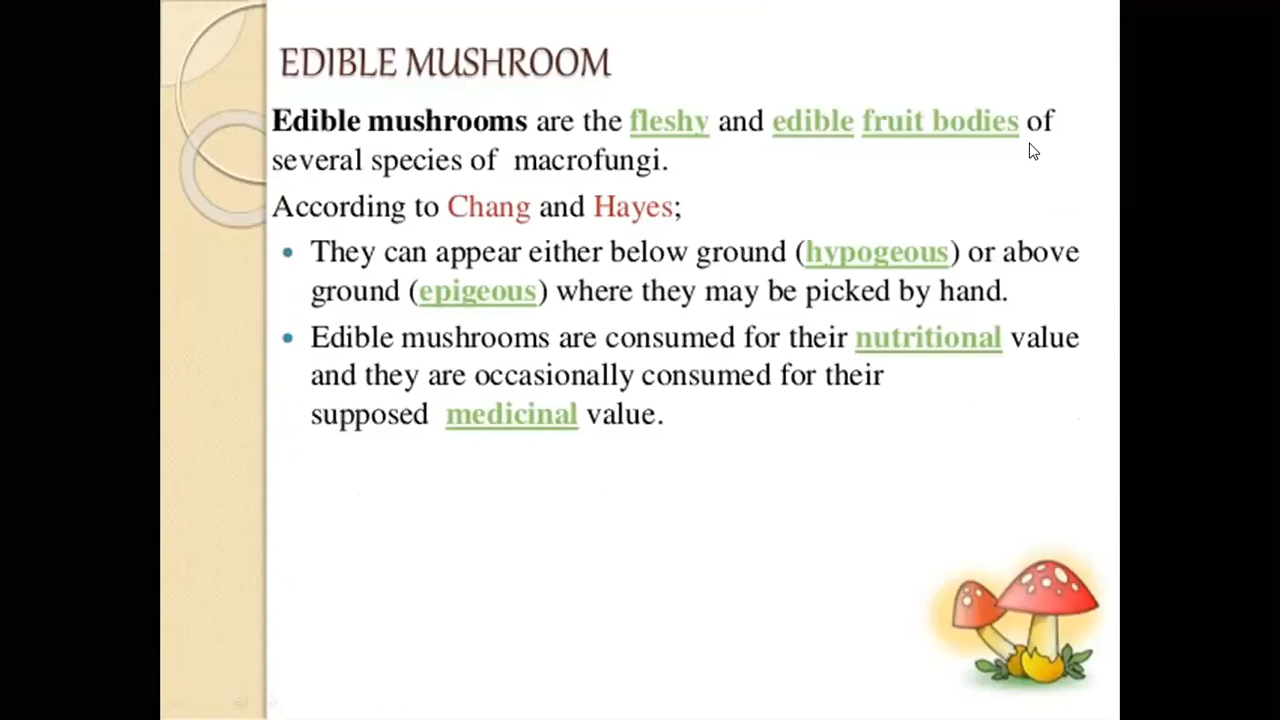 EDIBLE MUSHROOM
Edible mushrooms are the fleshy and edible fruit bodies of
several species of macrofungi.
According to Chang and Hayes;
• They can appear either below ground (hypogeous) or above
ground (epigeous) where they may be picked by hand.
• Edible mushrooms are consumed for their nutritional value
and they are occasionally consumed for their
supposed medicinal value.